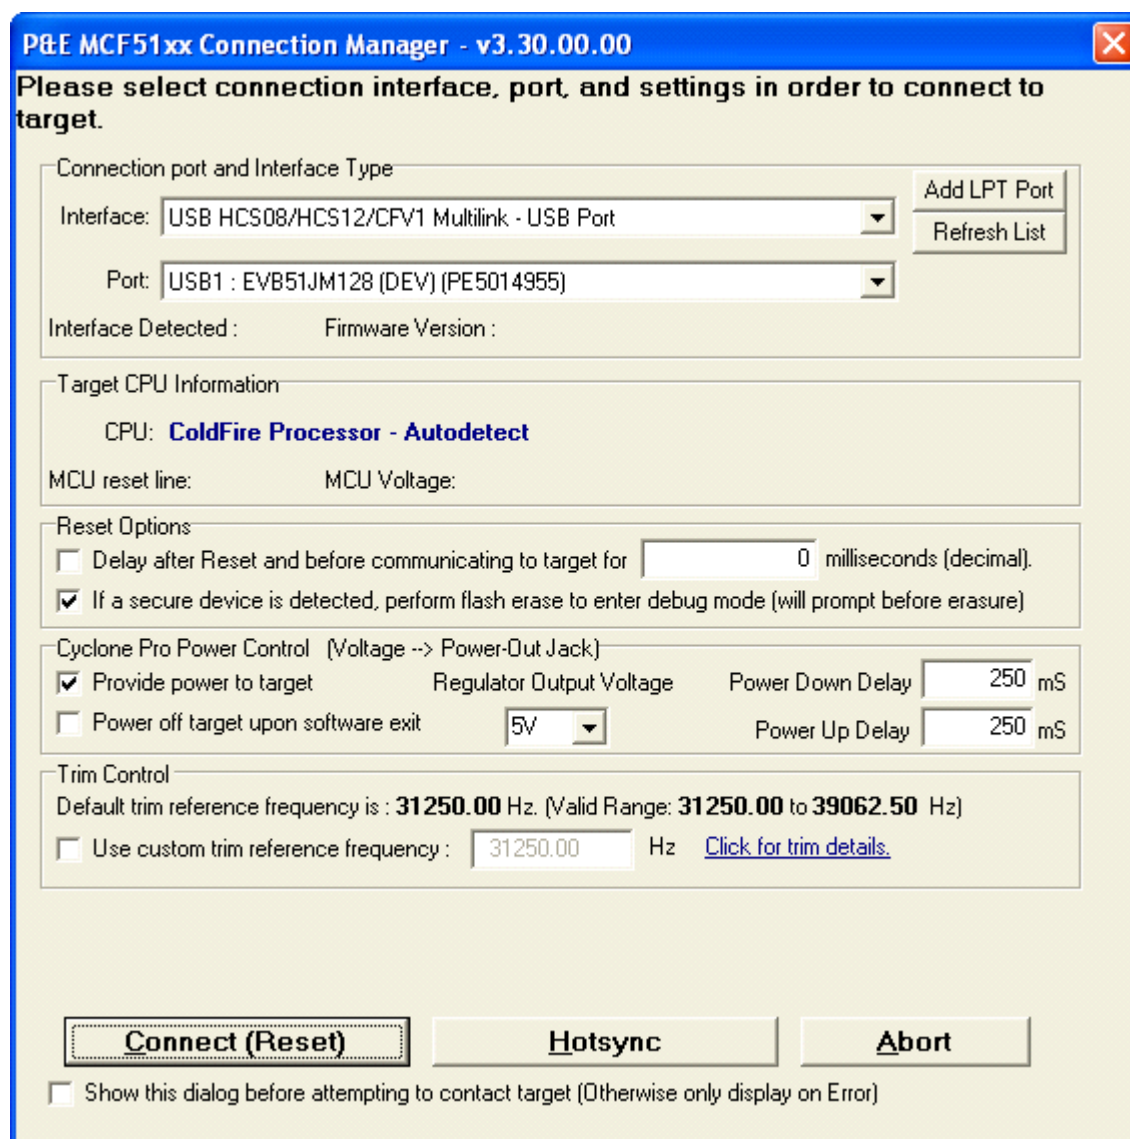 P&E MCF51xx Connection Manager - v3.30.00.00
Please select connection interface, port, and settings in order to connect to
target.
Connection port and Interface Type
Add LPT Port
Interface: USB HCS08/HCS12/CFV1 Multilink - USB Port
Refresh List
Port: USB1 : EVB51JM128 (DEV) (PE5014955)
Interface Detected : Firmware Version :
Target CPU Information
CPU: ColdFire Processor - Autodetect
MCU reset line: MCU Voltage:
Reset Options
Delay after Reset and before communicating to target for 0 milliseconds (decimal).
If a secure device is detected, perform flash erase to enter debug mode (will prompt before erasure)
Cyclone Pro Power Control (Voltage --> Power-Out Jack)
Provide power to target Regulator Output Voltage Power Down Delay 250 mS
Power off target upon software exit 5V Power Up Delay 250 mS
Trim Control
Default trim reference frequency is : 31250.00 Hz. (Valid Range: 31250.00 to 39062.50 Hz)
Use custom trim reference frequency : 31250.00 Hz Click for trim details.
Connect (Reset) Hotsync Abort
Show this dialog before attempting to contact target (Otherwise only display on Error)